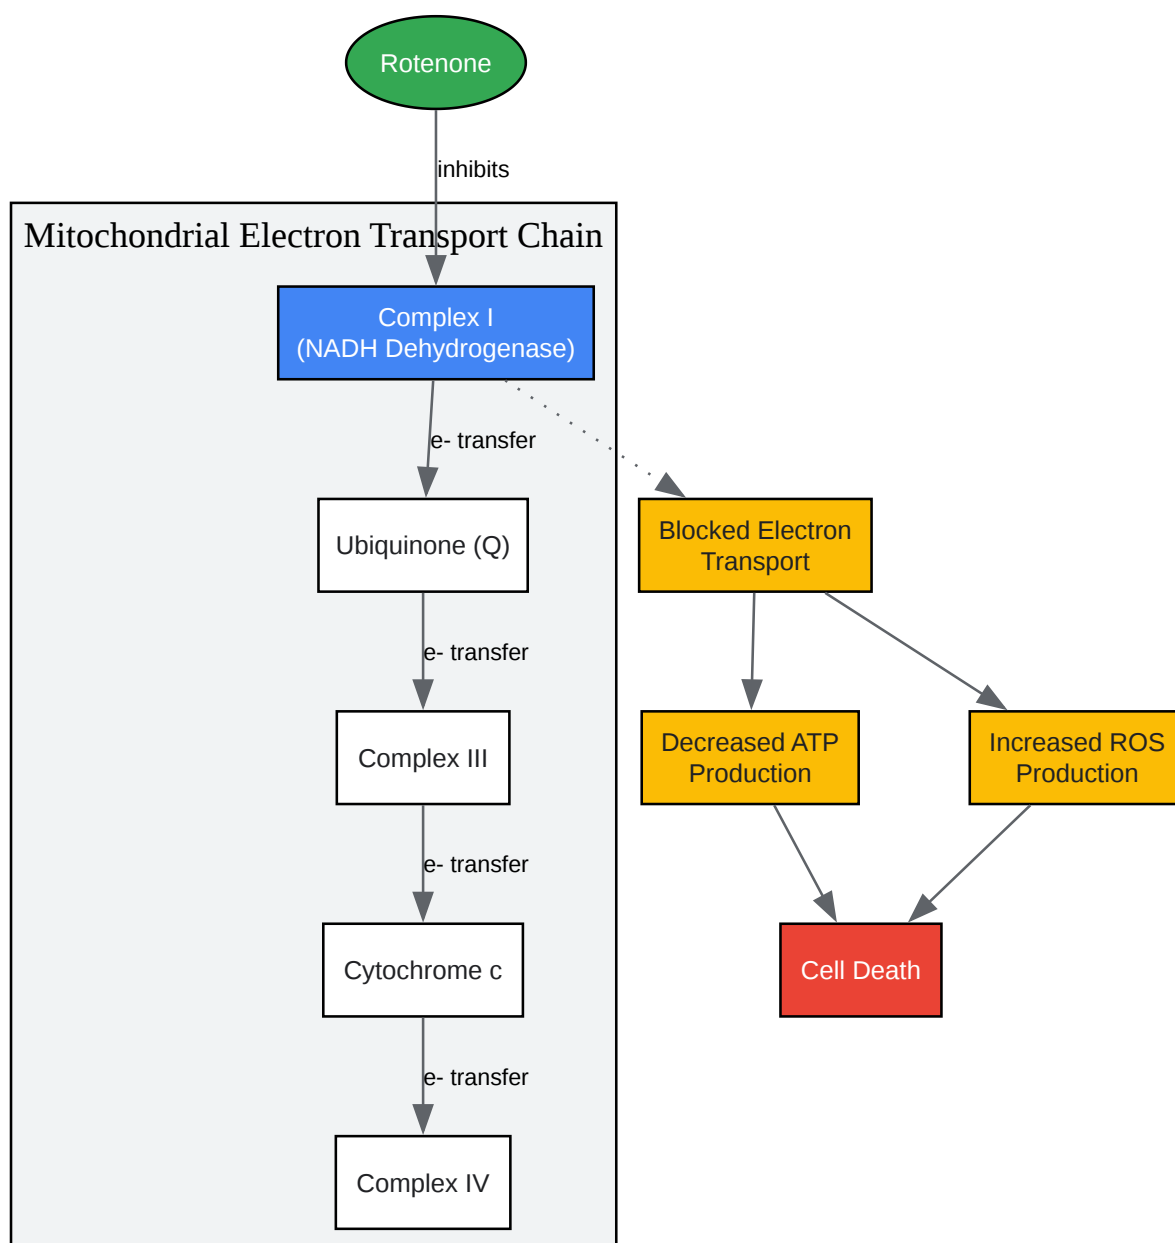 Rotenone
inhibits
Mitochondrial Electron Transport Chain
Complex I
(NADH Dehydrogenase)
e- transfer
Ubiquinone (Q)
Blocked Electron
Transport
e- transfer
Complex III
Decreased ATP
Production
Increased ROS
Production
e- transfer
Cytochrome c
Cell Death
e- transfer
Complex IV